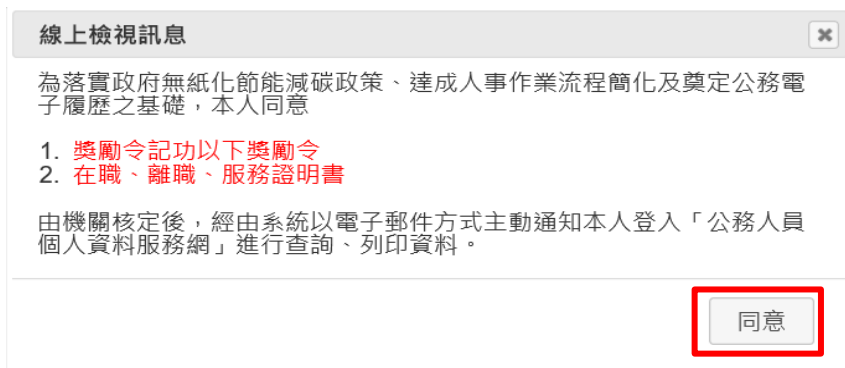 線上檢視訊息
為落實政府無紙化節能減碳政策、達成人事作業流程簡化及奠定公務電
子履歷之基礎，本人同意
1. 獎勵令記功以下獎勵令
2. 在職、離職、服務證明書
由機關核定後，經由系統以電子郵件方式主動通知本人登入「公務人員
個人資料服務網」進行查詢、列印資料。
同意